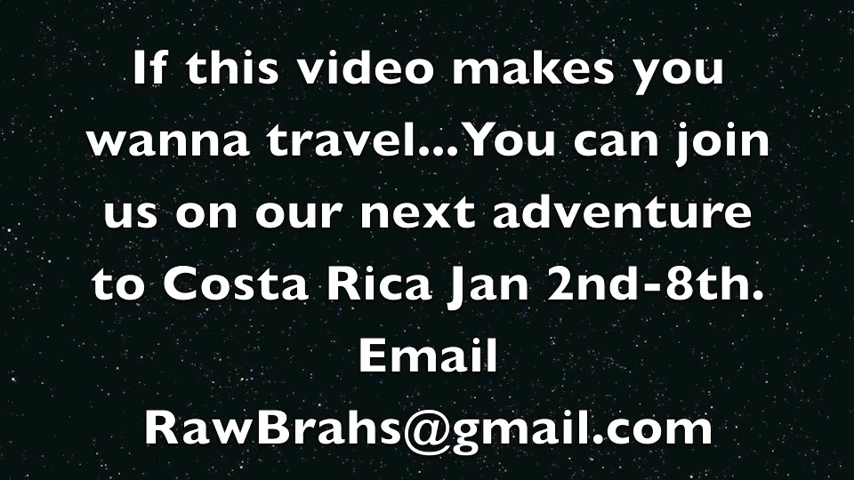 If this video makes you
wanna travel...You can join
us on our next adventure
to Costa Rica Jan 2nd-8th.
Email
RawBrahs@gmail.com